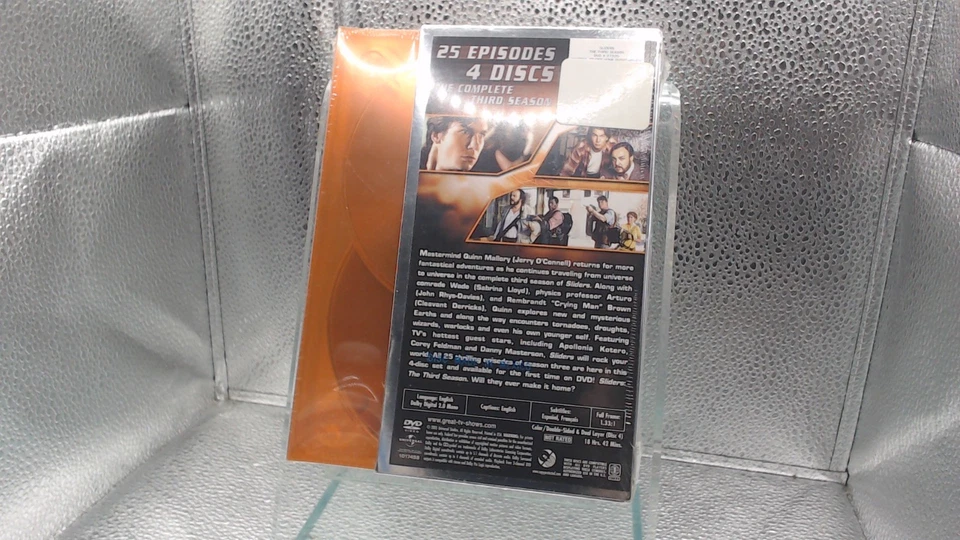 25 EPISODES
4 DISCS
THE COMPLETE
THIRD SEASON
Mastermind Quinn Mallory (Jerry O'Connell) returns for more
fantastical adventures as he continues traveling from universe
to universe in the complete third season of Sliders. Along with
comrade Wade (Sabrina Lloyd), physics professor Arturo
(John Rhys-Davies), and Rembrandt "Crying Man" Brown
(Cleavant Derricks), Quinn explores new and mysterious
Earths and along the way encounters tornadoes, droughts,
wizards, warlocks and even his own younger self. Featuring
TV's hottest guest stars, including Apollonia Kotero,
Corey Feldman and Danny Masterson, Sliders will rock your
world. All 25 thrilling episodes of season three are here in this
4-disc set and available for the first time on DVD! Sliders:
The Third Season. Will they ever make it home?
Language: English
Dolby Digital 2.0 Mono
Captions: English
Subtitles:
Español, Français
Full Frame:
1.33:1
www.great-tv-shows.com
Color/Double-Sided & Dual Layer (Disc 4)
NOT RATED
18 Hrs. 43 Mins.
DVD
VIDEO
UNIVERSAL